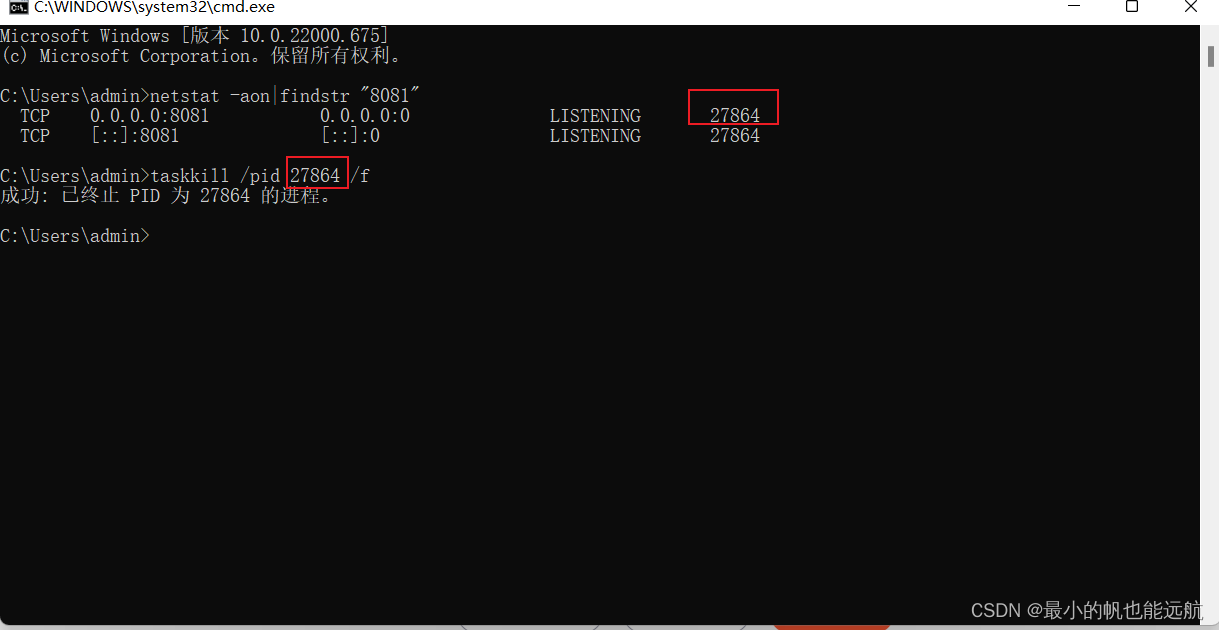 C:\WINDOWS\system32\cmd.exe
Microsoft Windows [版本 10.0.22000.675]
(c) Microsoft Corporation。保留所有权利。
C:\Users\admin>netstat -aon|findstr "8081"
TCP    0.0.0.0:8081           0.0.0.0:0              LISTENING       27864
TCP    [::]:8081              [::]:0                 LISTENING       27864
C:\Users\admin>taskkill /pid 27864 /f
成功: 已终止 PID 为 27864 的进程。
C:\Users\admin>
CSDN @最小的帆也能远航